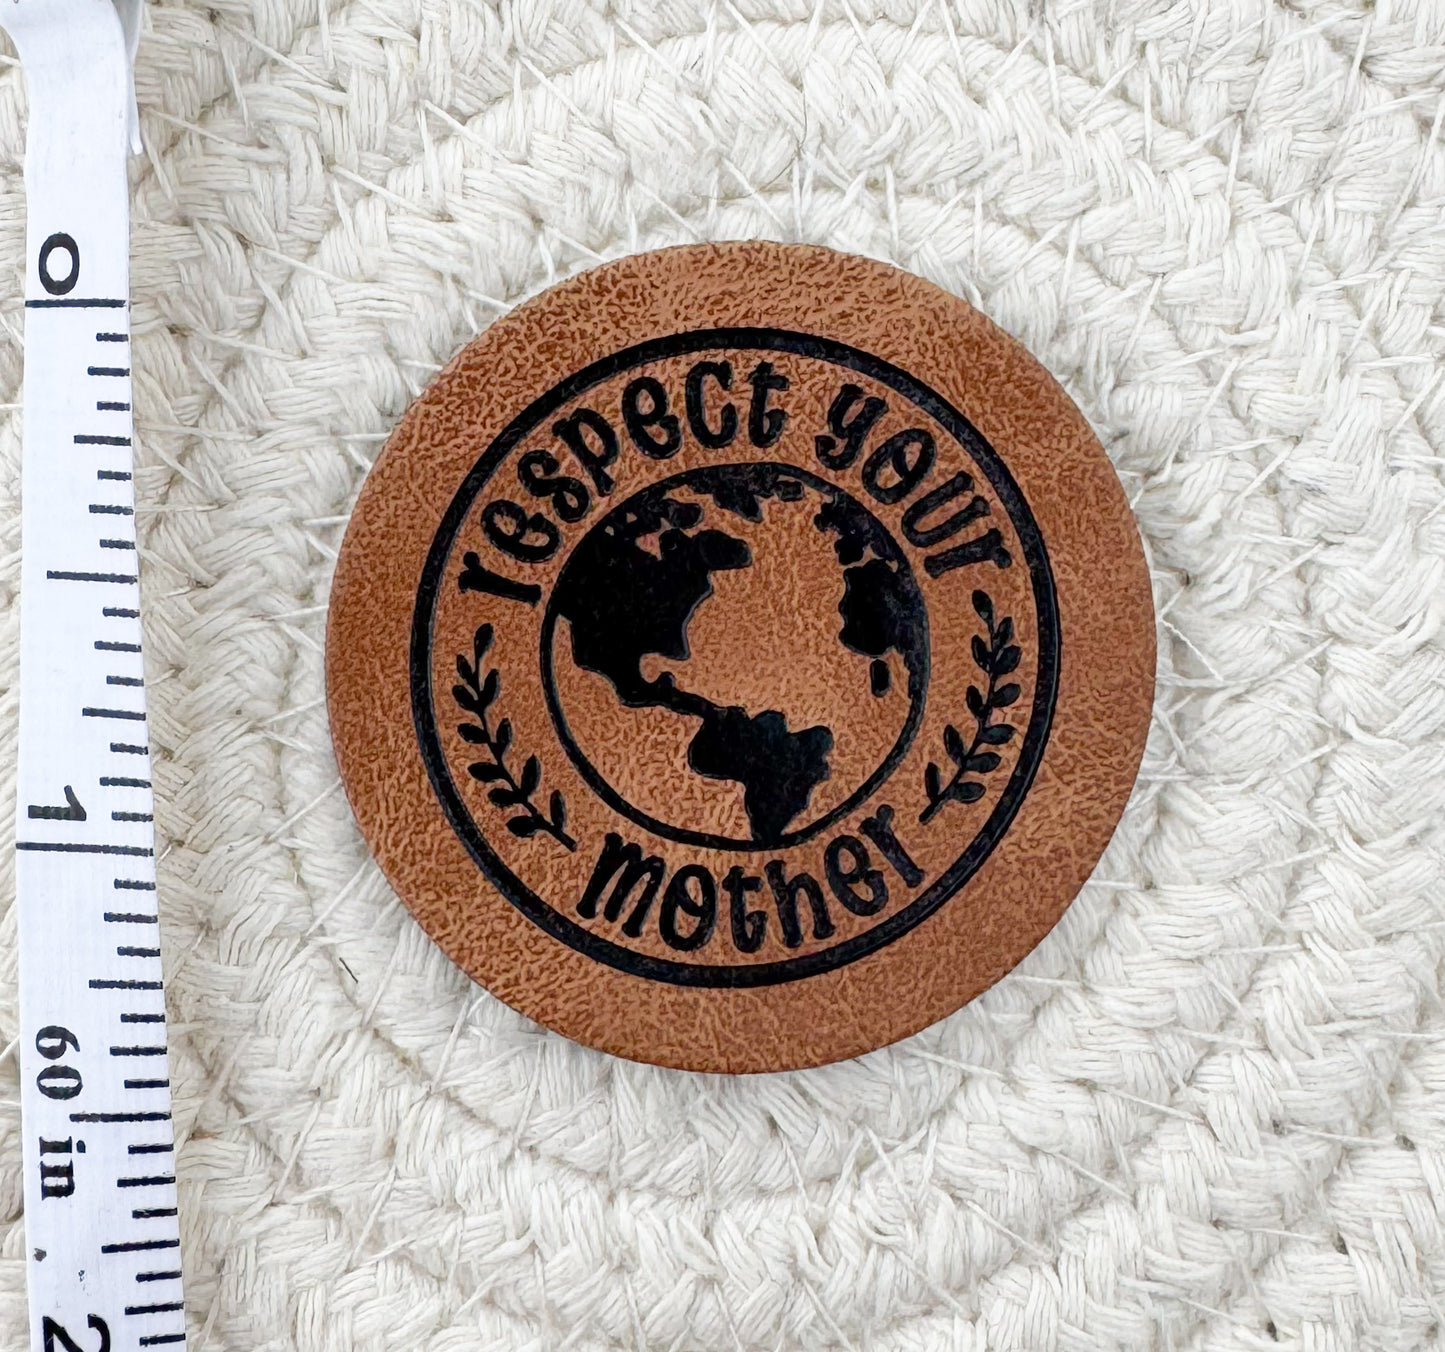 respect your
mother
0
1
60 in
2